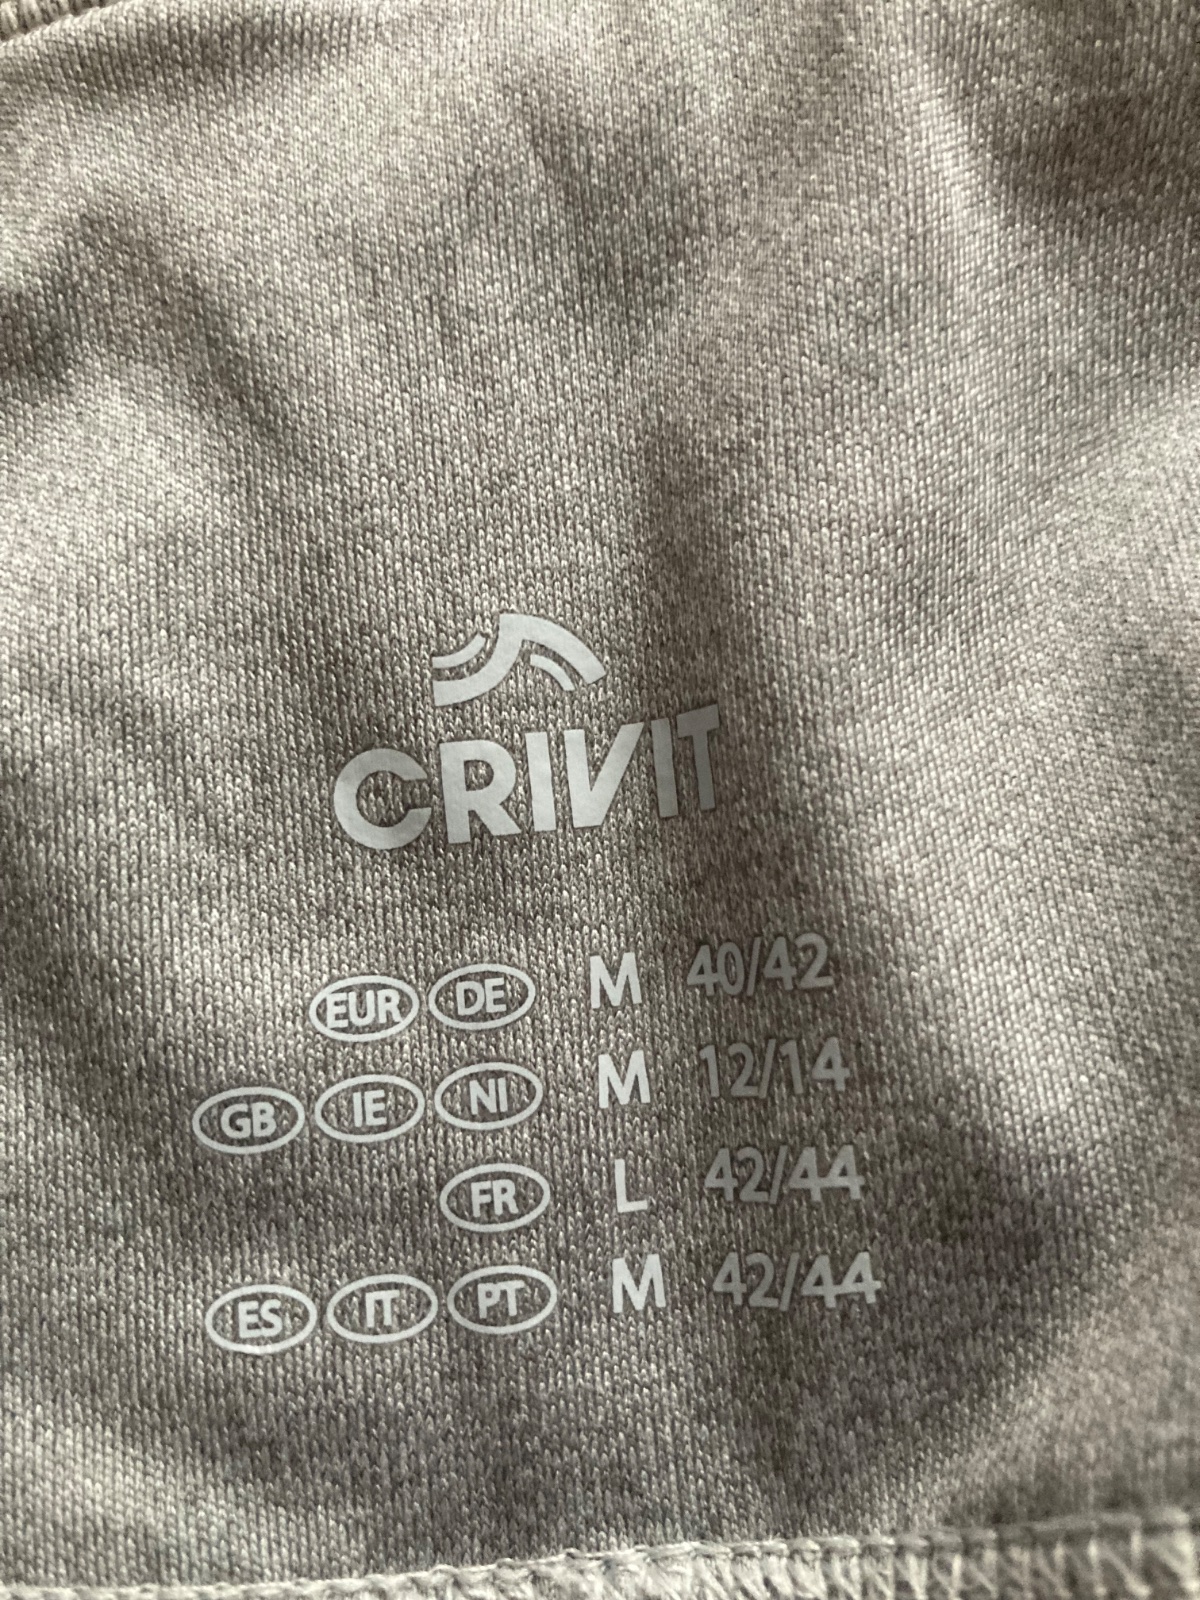 CRIVIT
EUR DE M 40/42
GB IE NI M 12/14
FR L 42/44
ES IT PT M 42/44